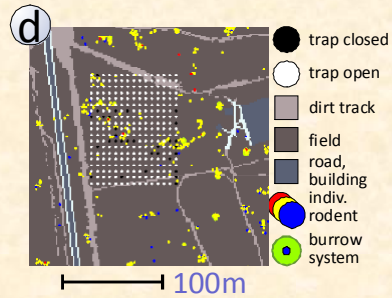 d
trap closed
trap open
dirt track
field
road,
building
indiv.
rodent
burrow
system
100m